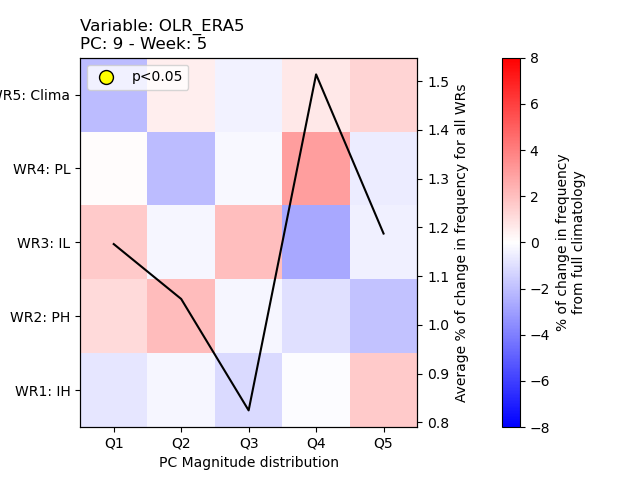 Variable: OLR_ERA5
PC: 9 - Week: 5
p<0.05
WR5: Clima
WR4: PL
WR3: IL
WR2: PH
WR1: IH
Q1 Q2 Q3 Q4 Q5
PC Magnitude distribution
1.5
1.4
1.3
1.2
1.1
1.0
0.9
0.8
Average % of change in frequency for all WRs
8
6
4
2
0
−2
−4
−6
−8
% of change in frequency
from full climatology